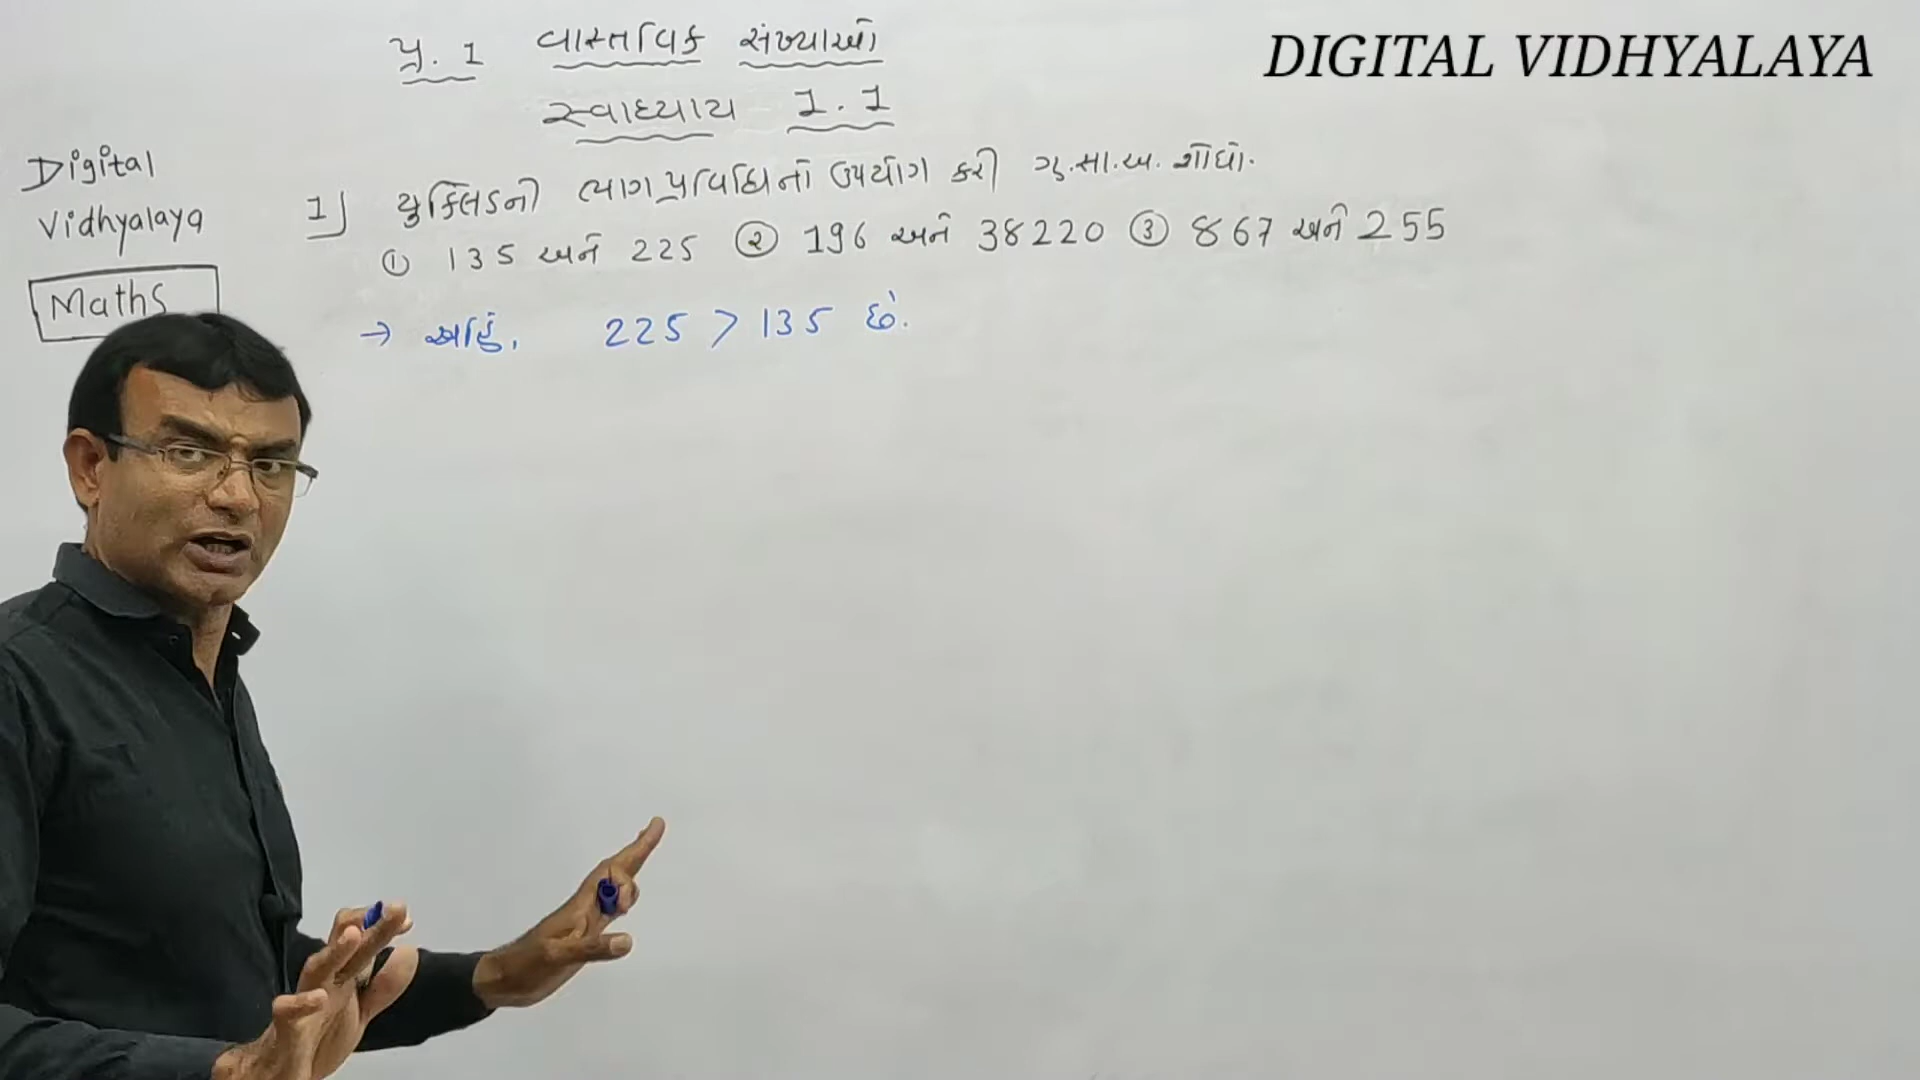 DIGITAL VIDHYALAYA
પ્ર. 1 વાસ્તવિક સંખ્યાઓ
સ્વાધ્યાય 1.1
Digital
Vidhyalaya
Maths
1) યુક્લિડની ભાગ પ્રવિધિનો ઉપયોગ કરી ગુ.સા.અ. શોધો.
① 135 અને 225 ② 196 અને 38220 ③ 867 અને 255
→ અહિં, 225 > 135 છે.